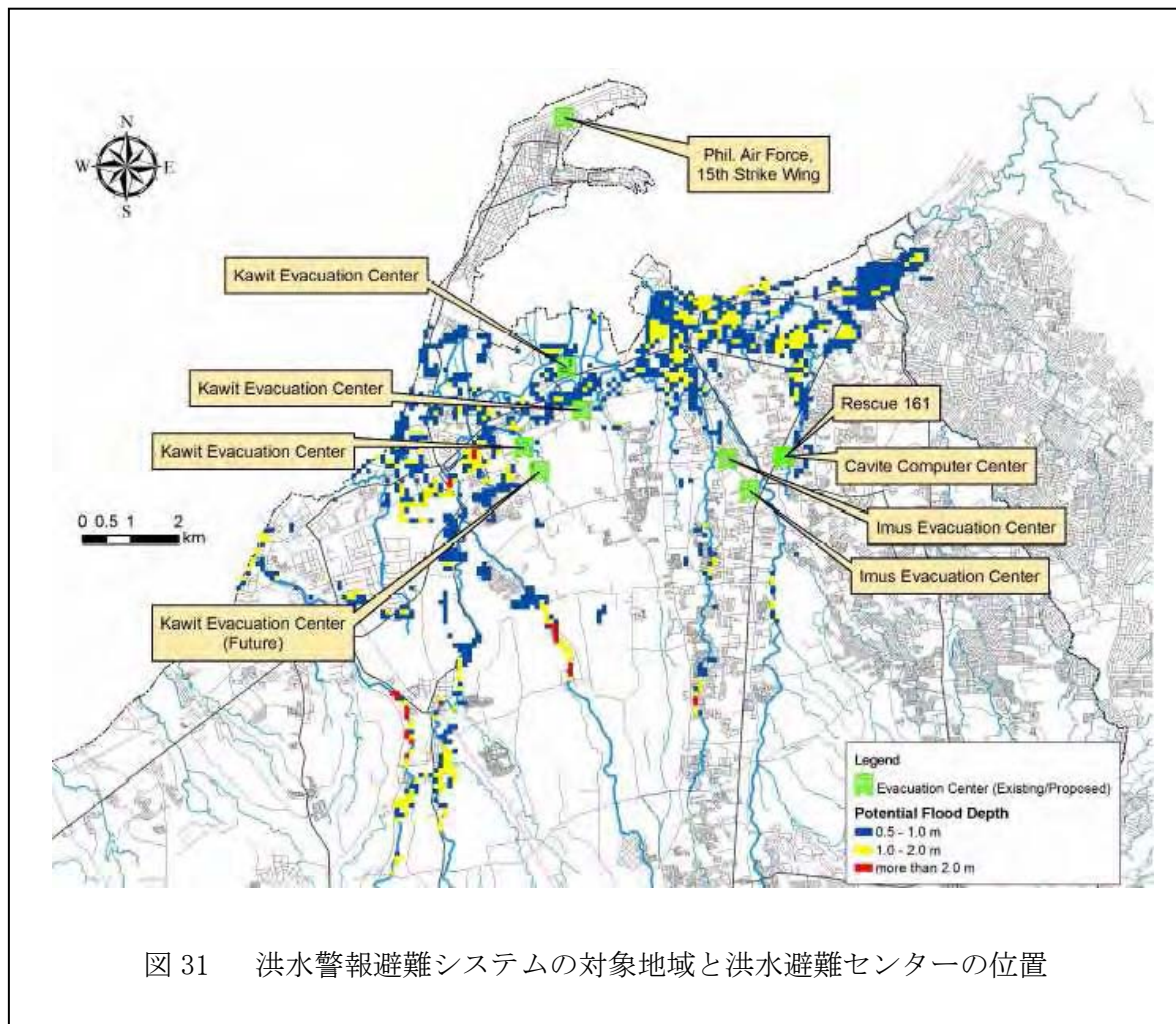 N
W E
S
Phil. Air Force,
15th Strike Wing
Kawit Evacuation Center
Kawit Evacuation Center
Kawit Evacuation Center
Kawit Evacuation Center
(Future)
Rescue 161
Cavite Computer Center
Imus Evacuation Center
Imus Evacuation Center
0 0.5 1 2
km
Legend
Evacuation Center (Existing/Proposed)
Potential Flood Depth
0.5 - 1.0 m
1.0 - 2.0 m
more than 2.0 m
図 31 洪水警報避難システムの対象地域と洪水避難センターの位置